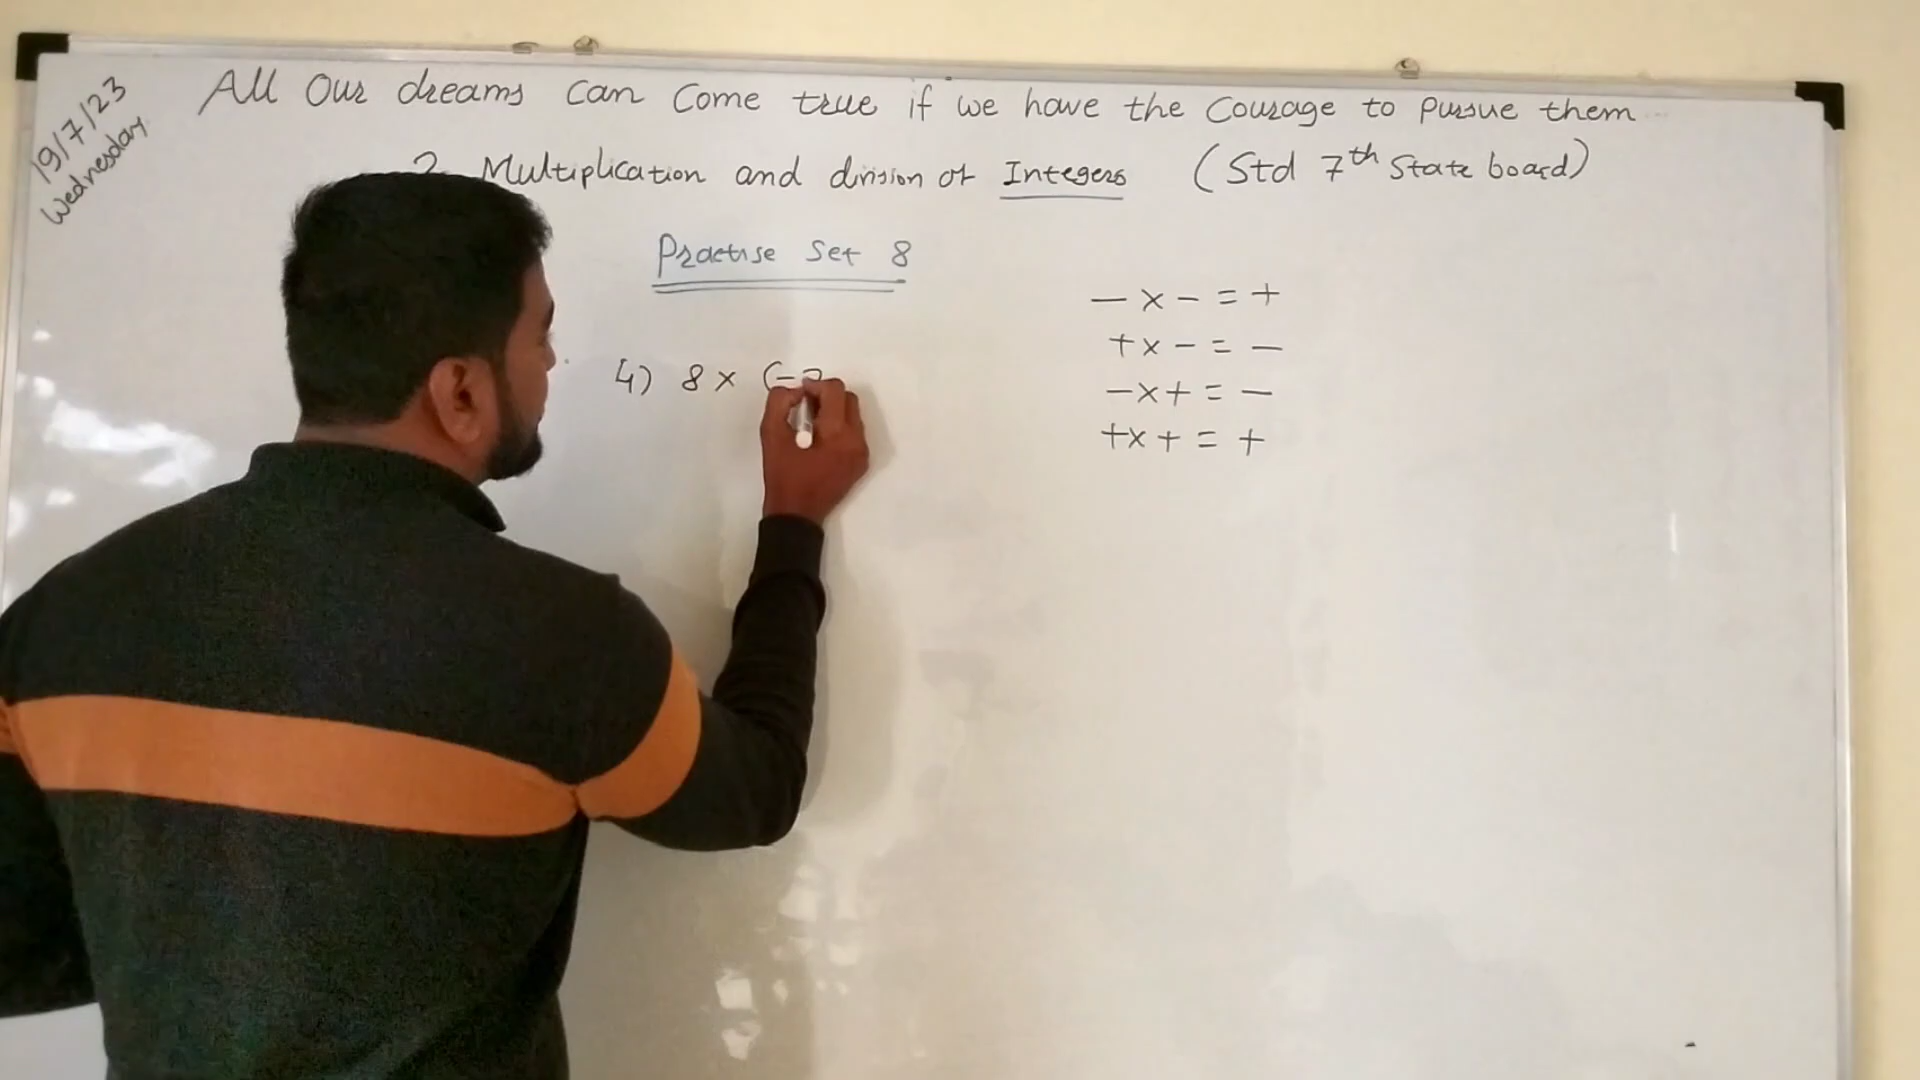 19/7/23
Wednesday
All Our dreams can Come true if we have the Courage to pursue them
2 Multiplication and division of Integers (Std 7th State board)
Practise Set 8
4) 8 × (-
- × - = +
+ × - = -
- × + = -
+ × + = +